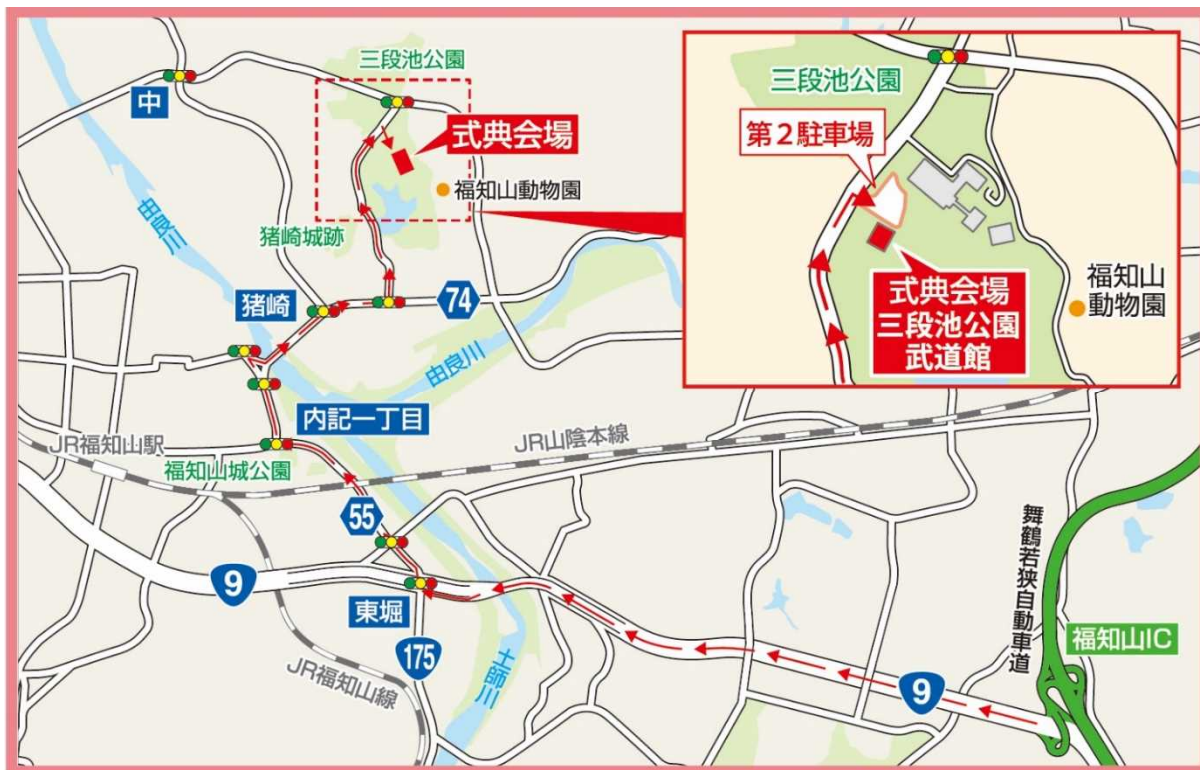 三段池公園
中
式典会場
福知山動物園
由良川
猪崎城跡
猪崎
74
由良川
内記一丁目
JR福知山駅
JR山陰本線
福知山城公園
55
9
東堀
175
JR福知山線
土師川
9
舞鶴若狭自動車道
福知山IC
三段池公園
第2駐車場
式典会場
三段池公園
武道館
福知山
動物園